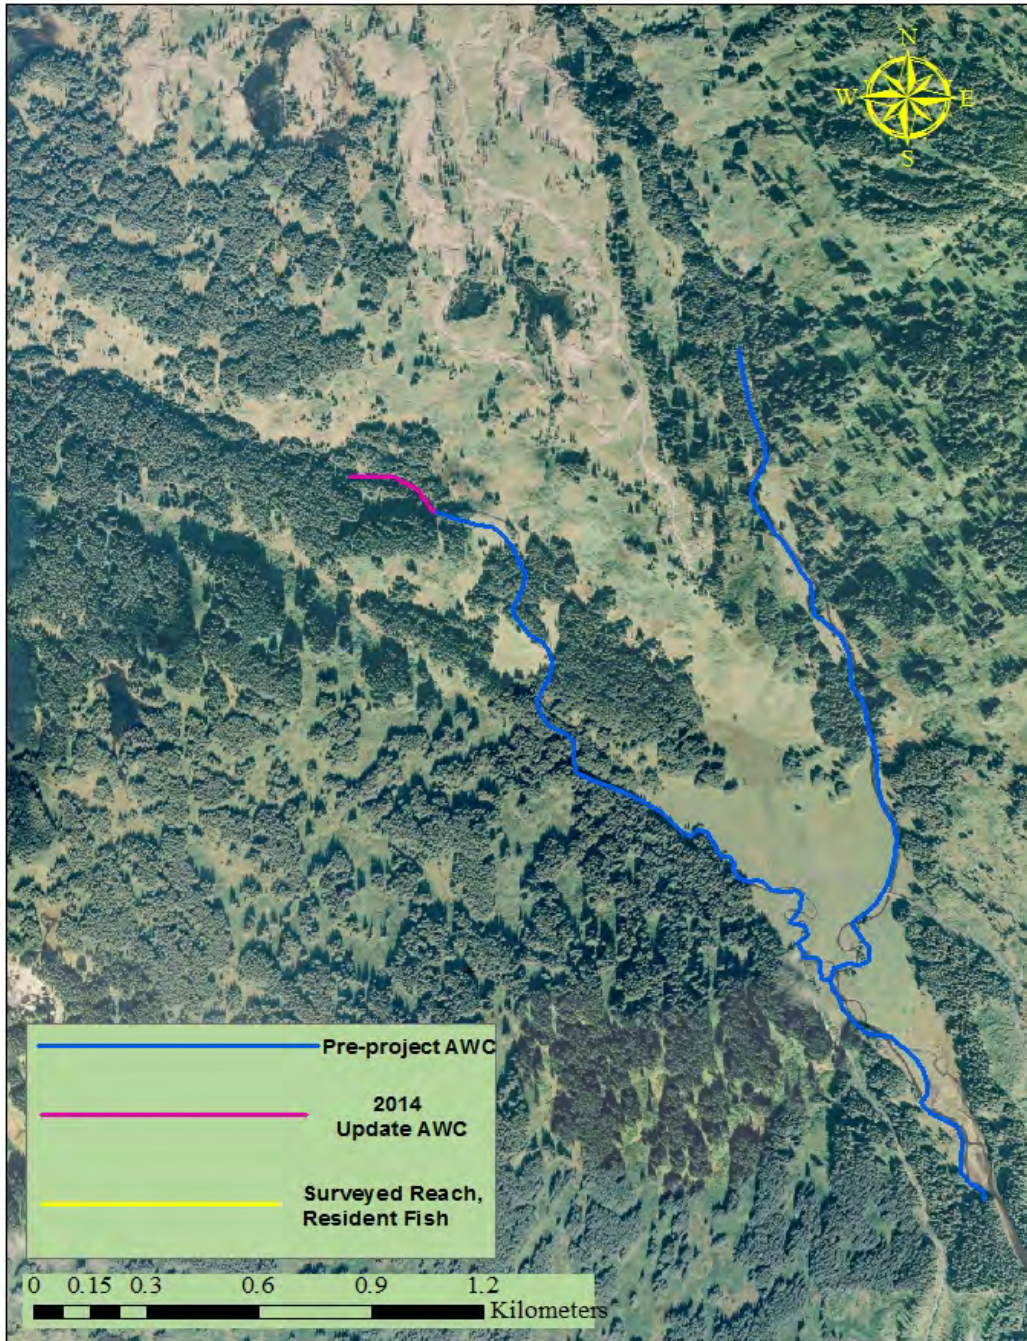 N
W E
S
Pre-project AWC
2014
Update AWC
Surveyed Reach,
Resident Fish
0 0.15 0.3 0.6 0.9 1.2
Kilometers